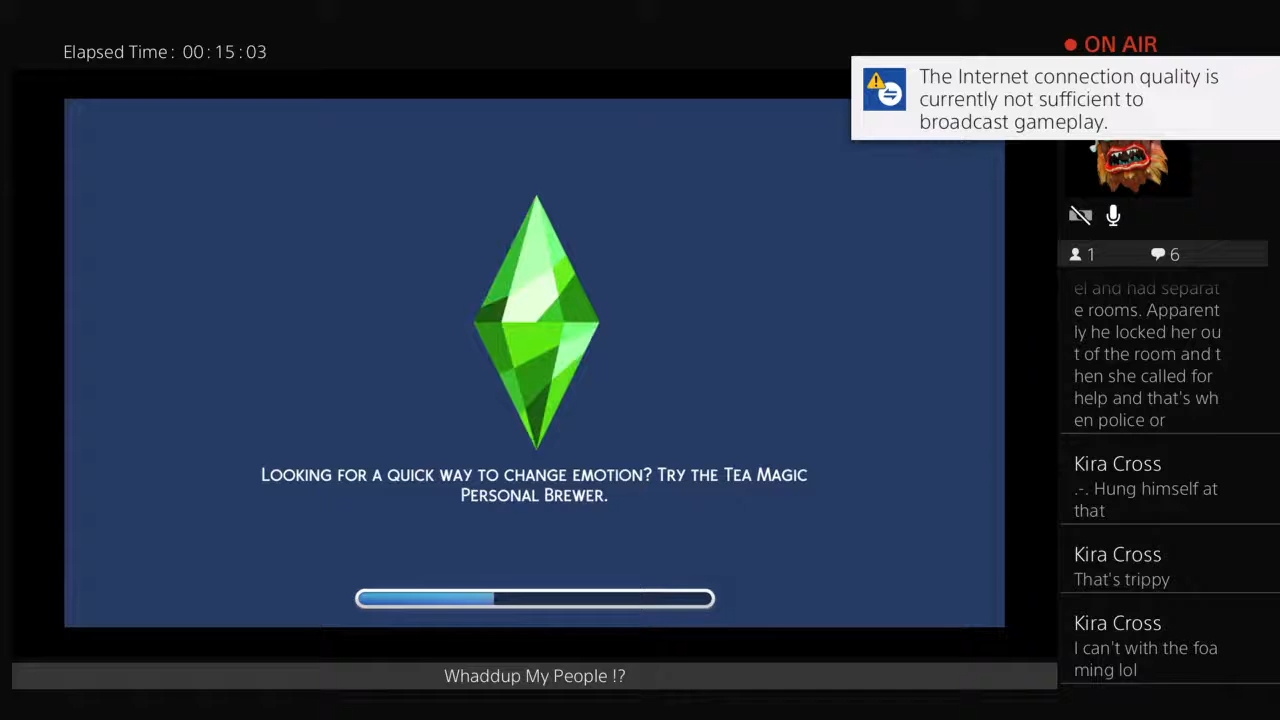 Elapsed Time: 00:15:03
ON AIR
The Internet connection quality is
currently not sufficient to
broadcast gameplay.
1
6
el and had separat
e rooms. Apparent
ly he locked her ou
t of the room and t
hen she called for
help and that's wh
en police or
Kira Cross
.-. Hung himself at
that
Kira Cross
That's trippy
Kira Cross
I can't with the foa
ming lol
LOOKING FOR A QUICK WAY TO CHANGE EMOTION? TRY THE TEA MAGIC
PERSONAL BREWER.
Whaddup My People !?